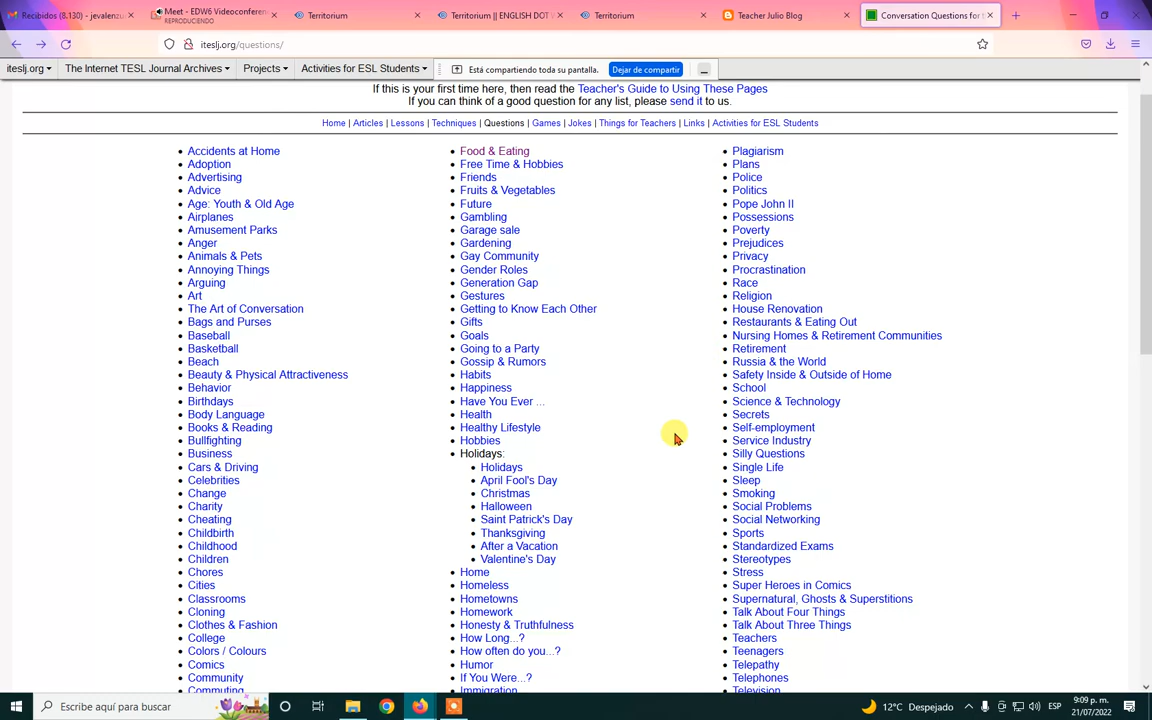 Recibidos (8,130) - jevalenzu
Meet - EDW6 Videoconferen
REPRODUCIENDO
Territorium
Territorium || ENGLISH DOT V
Territorium
Teacher Julio Blog
Conversation Questions for t
iteslj.org/questions/
iteslj.org
The Internet TESL Journal Archives
Projects
Activities for ESL Students
Está compartiendo toda su pantalla.
Dejar de compartir
If this is your first time here, then read the Teacher's Guide to Using These Pages
If you can think of a good question for any list, please send it to us.
Home | Articles | Lessons | Techniques | Questions | Games | Jokes | Things for Teachers | Links | Activities for ESL Students
Accidents at Home
Adoption
Advertising
Advice
Age: Youth & Old Age
Airplanes
Amusement Parks
Anger
Animals & Pets
Annoying Things
Arguing
Art
The Art of Conversation
Bags and Purses
Baseball
Basketball
Beach
Beauty & Physical Attractiveness
Behavior
Birthdays
Body Language
Books & Reading
Bullfighting
Business
Cars & Driving
Celebrities
Change
Charity
Cheating
Childbirth
Childhood
Children
Chores
Cities
Classrooms
Cloning
Clothes & Fashion
College
Colors / Colours
Comics
Community
Commuting
Food & Eating
Free Time & Hobbies
Friends
Fruits & Vegetables
Future
Gambling
Garage sale
Gardening
Gay Community
Gender Roles
Generation Gap
Gestures
Getting to Know Each Other
Gifts
Goals
Going to a Party
Gossip & Rumors
Habits
Happiness
Have You Ever ...
Health
Healthy Lifestyle
Hobbies
Holidays:
Holidays
April Fool's Day
Christmas
Halloween
Saint Patrick's Day
Thanksgiving
After a Vacation
Valentine's Day
Home
Homeless
Hometowns
Homework
Honesty & Truthfulness
How Long...?
How often do you...?
Humor
If You Were...?
Immigration
Plagiarism
Plans
Police
Politics
Pope John II
Possessions
Poverty
Prejudices
Privacy
Procrastination
Race
Religion
House Renovation
Restaurants & Eating Out
Nursing Homes & Retirement Communities
Retirement
Russia & the World
Safety Inside & Outside of Home
School
Science & Technology
Secrets
Self-employment
Service Industry
Silly Questions
Single Life
Sleep
Smoking
Social Problems
Social Networking
Sports
Standardized Exams
Stereotypes
Stress
Super Heroes in Comics
Supernatural, Ghosts & Superstitions
Talk About Four Things
Talk About Three Things
Teachers
Teenagers
Telepathy
Telephones
Television
Escribe aquí para buscar
12°C Despejado
ESP
9:09 p. m.
21/07/2022